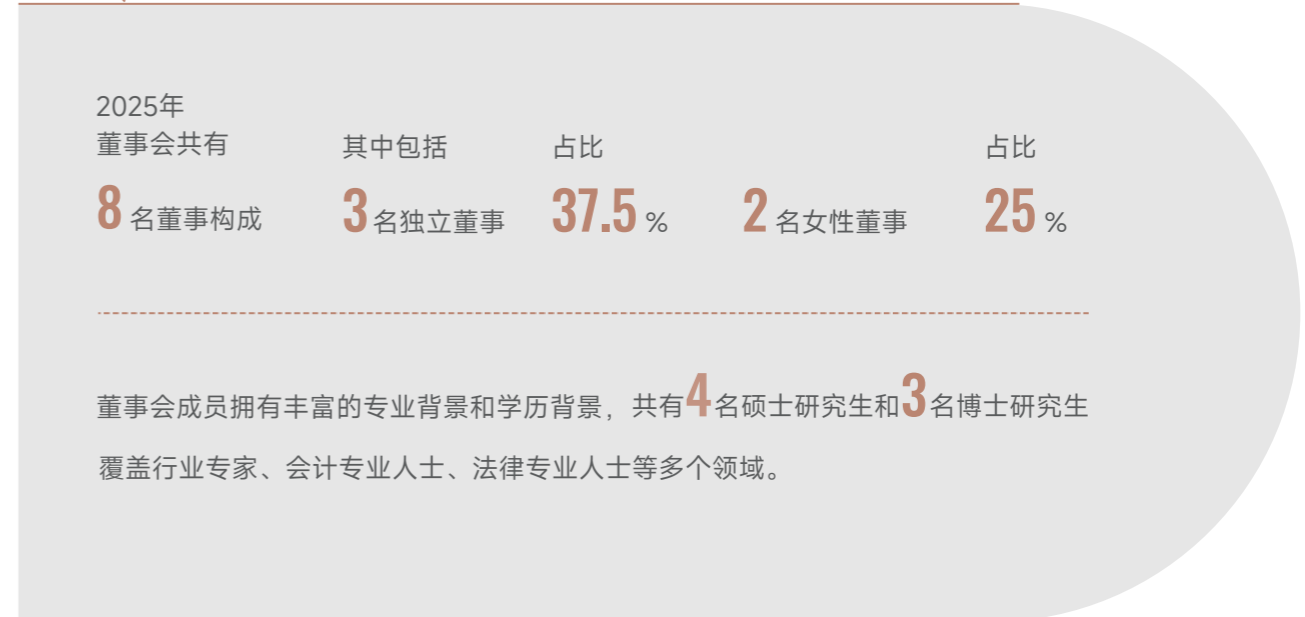 2025年
董事会共有
8 名董事构成
其中包括
3 名独立董事
占比
37.5 %
2 名女性董事
占比
25 %
董事会成员拥有丰富的专业背景和学历背景，共有4名硕士研究生和3名博士研究生
覆盖行业专家、会计专业人士、法律专业人士等多个领域。